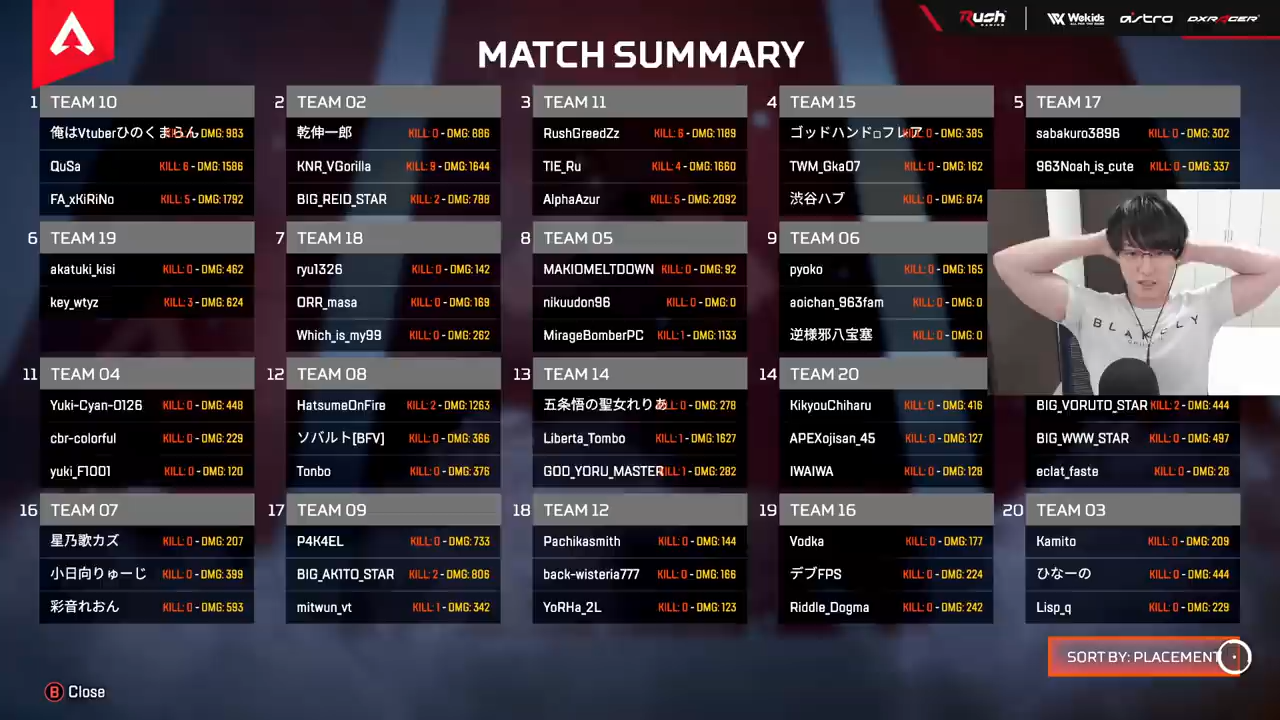 Rush GAMING
Wekids
ASTRO
DXRACER
MATCH SUMMARY
1 TEAM 10
俺はVtuberひのくまらん - DMG: 983
QuSa KILL: 6 - DMG: 1586
FA_xKiRiNo KILL: 5 - DMG: 1792
2 TEAM 02
乾伸一郎 KILL: 0 - DMG: 886
KNR_VGorilla KILL: 9 - DMG: 1644
BIG_REID_STAR KILL: 2 - DMG: 788
3 TEAM 11
RushGreedZz KILL: 6 - DMG: 1189
TIE_Ru KILL: 4 - DMG: 1660
AlphaAzur KILL: 5 - DMG: 2092
4 TEAM 15
ゴッドハンド□フレア KILL: 0 - DMG: 385
TWM_Gka07 KILL: 0 - DMG: 162
渋谷ハブ KILL: 0 - DMG: 874
5 TEAM 17
sabakuro3896 KILL: 0 - DMG: 302
963Noah_is_cute KILL: 0 - DMG: 337
6 TEAM 19
akatuki_kisi KILL: 0 - DMG: 462
key_wtyz KILL: 3 - DMG: 624
7 TEAM 18
ryu1326 KILL: 0 - DMG: 142
ORR_masa KILL: 0 - DMG: 169
Which_is_my99 KILL: 0 - DMG: 262
8 TEAM 05
MAKIOMELTDOWN KILL: 0 - DMG: 92
nikuudon96 KILL: 0 - DMG: 0
MirageBomberPC KILL: 1 - DMG: 1133
9 TEAM 06
pyoko KILL: 0 - DMG: 165
aoichan_963fam KILL: 0 - DMG: 0
逆様邪八宝塞 KILL: 0 - DMG: 0
BLAKELY
11 TEAM 04
Yuki-Cyan-0126 KILL: 0 - DMG: 448
cbr-colorful KILL: 0 - DMG: 229
yuki_F1001 KILL: 0 - DMG: 120
12 TEAM 08
HatsumeOnFire KILL: 2 - DMG: 1263
ソバルト[BFV] KILL: 0 - DMG: 366
Tonbo KILL: 0 - DMG: 376
13 TEAM 14
五条悟の聖女れりあ KILL: 0 - DMG: 278
Liberta_Tombo KILL: 1 - DMG: 1627
GOD_YORU_MASTER KILL: 1 - DMG: 282
14 TEAM 20
KikyouChiharu KILL: 0 - DMG: 416
APEXojisan_45 KILL: 0 - DMG: 127
IWAIWA KILL: 0 - DMG: 128
BIG_VORUTO_STAR KILL: 2 - DMG: 444
BIG_WWW_STAR KILL: 0 - DMG: 497
eclat_faste KILL: 0 - DMG: 28
16 TEAM 07
星乃歌カズ KILL: 0 - DMG: 207
小日向りゅーじ KILL: 0 - DMG: 399
彩音れおん KILL: 0 - DMG: 593
17 TEAM 09
P4K4EL KILL: 0 - DMG: 733
BIG_AK1TO_STAR KILL: 2 - DMG: 806
mitwun_vt KILL: 1 - DMG: 342
18 TEAM 12
Pachikasmith KILL: 0 - DMG: 144
back-wisteria777 KILL: 0 - DMG: 166
YoRHa_2L KILL: 0 - DMG: 123
19 TEAM 16
Vodka KILL: 0 - DMG: 177
デブFPS KILL: 0 - DMG: 224
Riddle_Dogma KILL: 0 - DMG: 242
20 TEAM 03
Kamito KILL: 0 - DMG: 209
ひなーの KILL: 0 - DMG: 444
Lisp_q KILL: 0 - DMG: 229
SORT BY: PLACEMENT
B Close